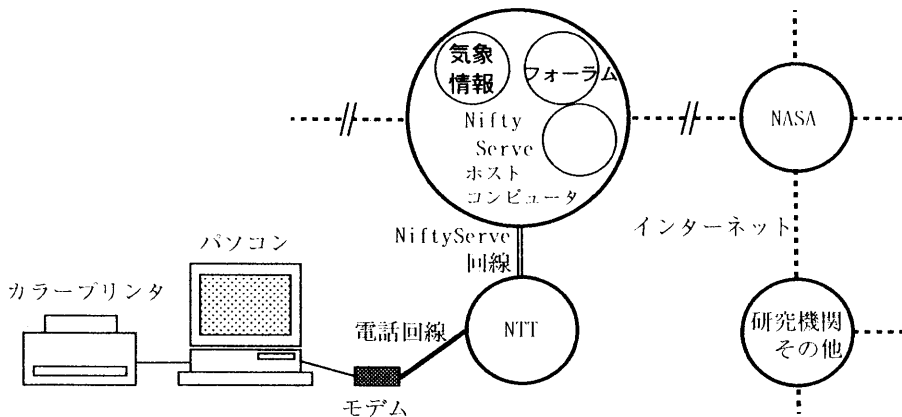 気象
情報
フォーラム
Nifty
Serve
ホスト
コンピュータ
NASA
インターネット
NiftyServe
回線
パソコン
カラープリンタ
電話回線
NTT
研究機関
その他
モデム